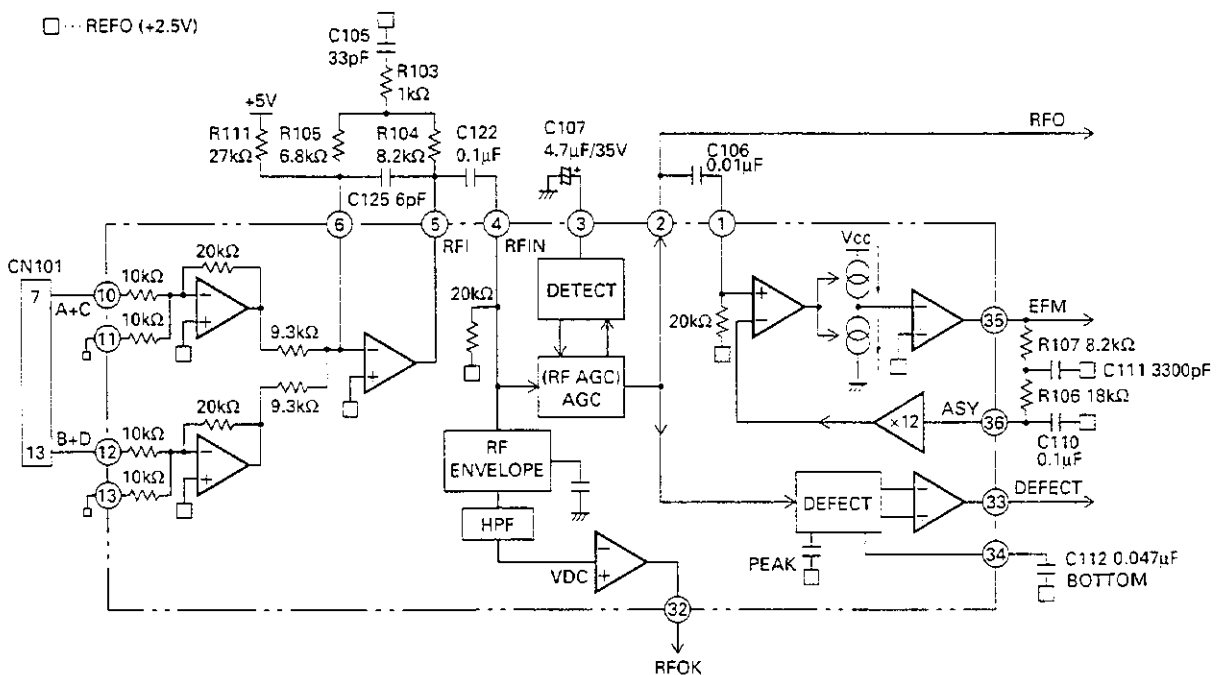 □ ··· REFO (+2.5V)
C105
33pF
R103
1kΩ
+5V
R111
27kΩ
R105
6.8kΩ
R104
8.2kΩ
C122
0.1μF
C107
4.7μF/35V
+
C125 6pF
RFO
C106
0.01μF
6
5
4
3
2
1
RFI
RFIN
CN101
7
A+C
10
10kΩ
20kΩ
11
10kΩ
−
+
9.3kΩ
9.3kΩ
−
+
B+D
13
12
10kΩ
20kΩ
13
10kΩ
−
+
20kΩ
DETECT
(RF AGC)
AGC
RF
ENVELOPE
HPF
VDC
−
+
32
RFOK
20kΩ
+
−
Vcc
−
35
EFM
R107 8.2kΩ
C111 3300pF
R106 18kΩ
ASY
36
×12
C110
0.1μF
DEFECT
−
−
33
DEFECT
PEAK
34
C112 0.047μF
BOTTOM